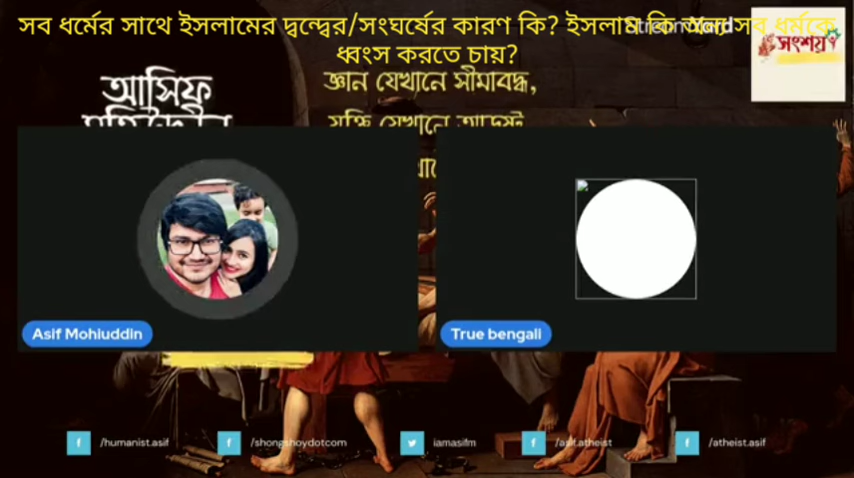 সব ধর্মের সাথে ইসলামের দ্বন্দ্বের/সংঘর্ষের কারণ কি? ইসলাম কি অন্য সব ধর্মকে
ধ্বংস করতে চায়?
সংশয়
আসিফ
জ্ঞান যেখানে সীমাবদ্ধ,
যেখানে
Asif Mohiuddin
True bengali
/humanist.asif
/shongshoydotcom
iamasifm
/asif.atheist
/atheist.asif